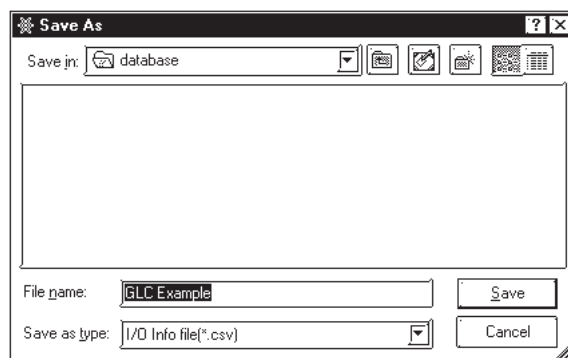 Save As
Save in: database
File name: GLC Example
Save
Save as type: I/O Info file(*.csv)
Cancel